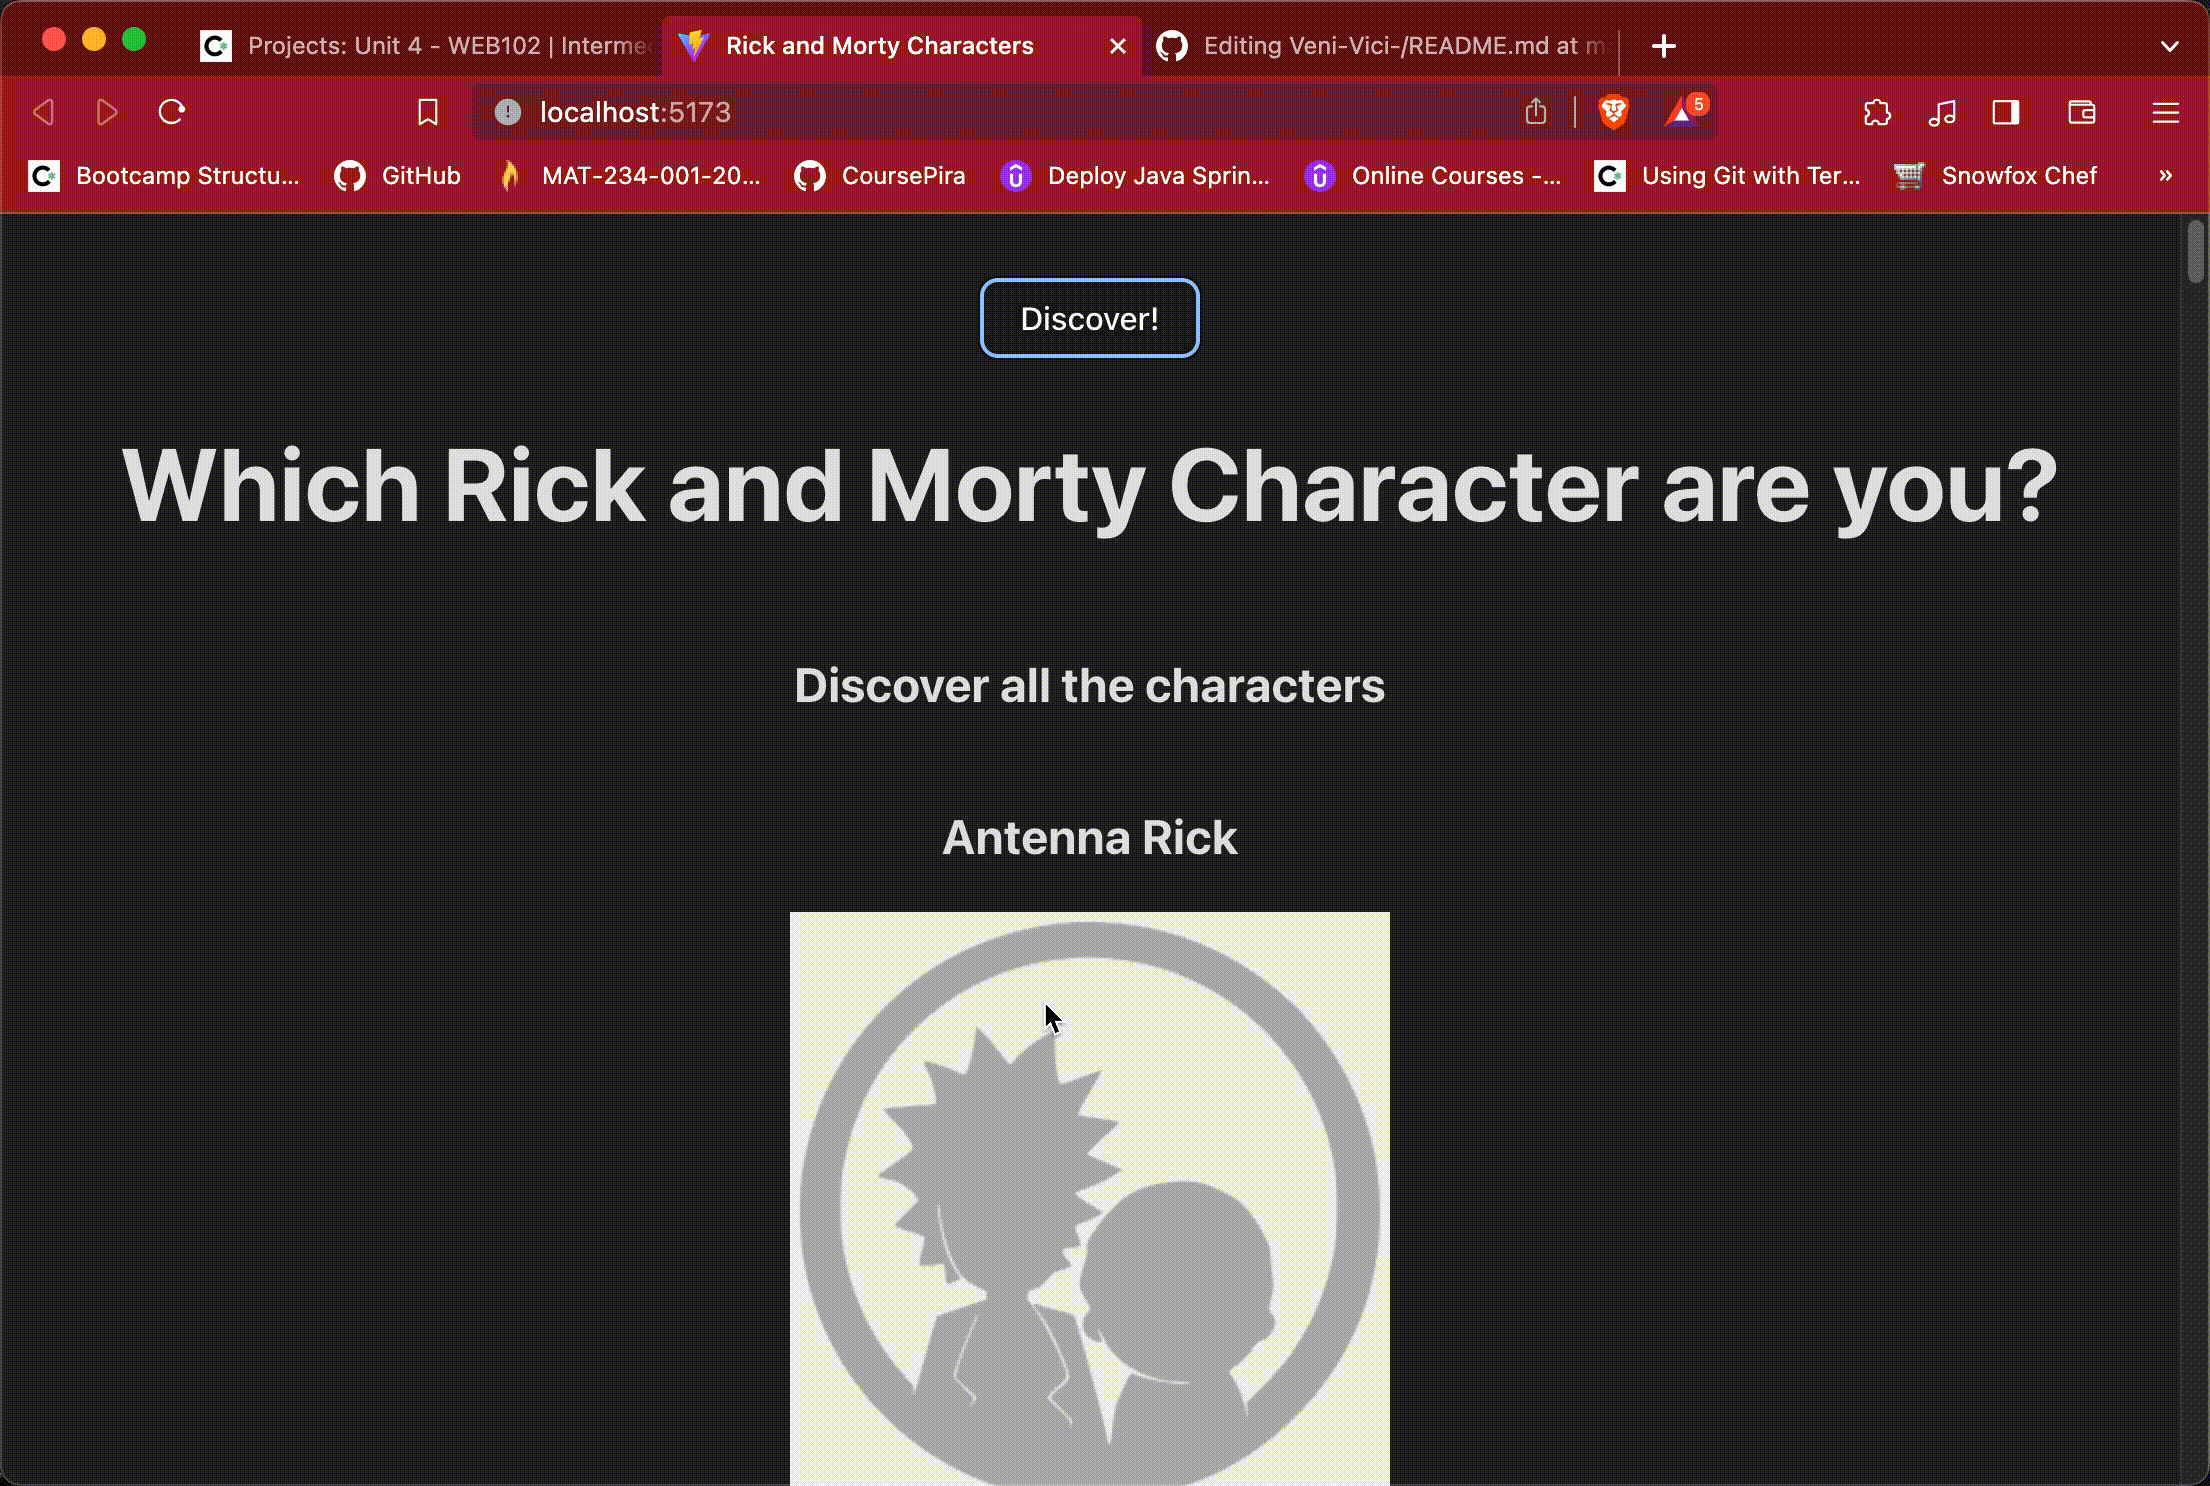 Projects: Unit 4 - WEB102 | Interme
Rick and Morty Characters
Editing Veni-Vici-/README.md at m
localhost:5173
5
Bootcamp Structu...
GitHub
MAT-234-001-20...
CoursePira
Deploy Java Sprin...
Online Courses -...
Using Git with Ter...
Snowfox Chef
»
Discover!
Which Rick and Morty Character are you?
Discover all the characters
Antenna Rick